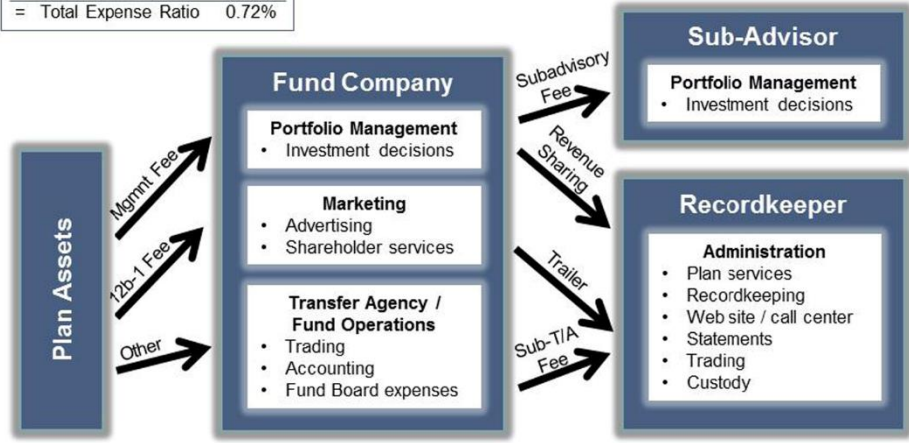 = Total Expense Ratio 0.72%
Plan Assets
Mgmnt Fee
12b-1 Fee
Other
Fund Company
Portfolio Management
• Investment decisions
Marketing
• Advertising
• Shareholder services
Transfer Agency /
Fund Operations
• Trading
• Accounting
• Fund Board expenses
Subadvisory
Fee
Revenue
Sharing
Trailer
Sub-T/A
Fee
Sub-Advisor
Portfolio Management
• Investment decisions
Recordkeeper
Administration
• Plan services
• Recordkeeping
• Web site / call center
• Statements
• Trading
• Custody